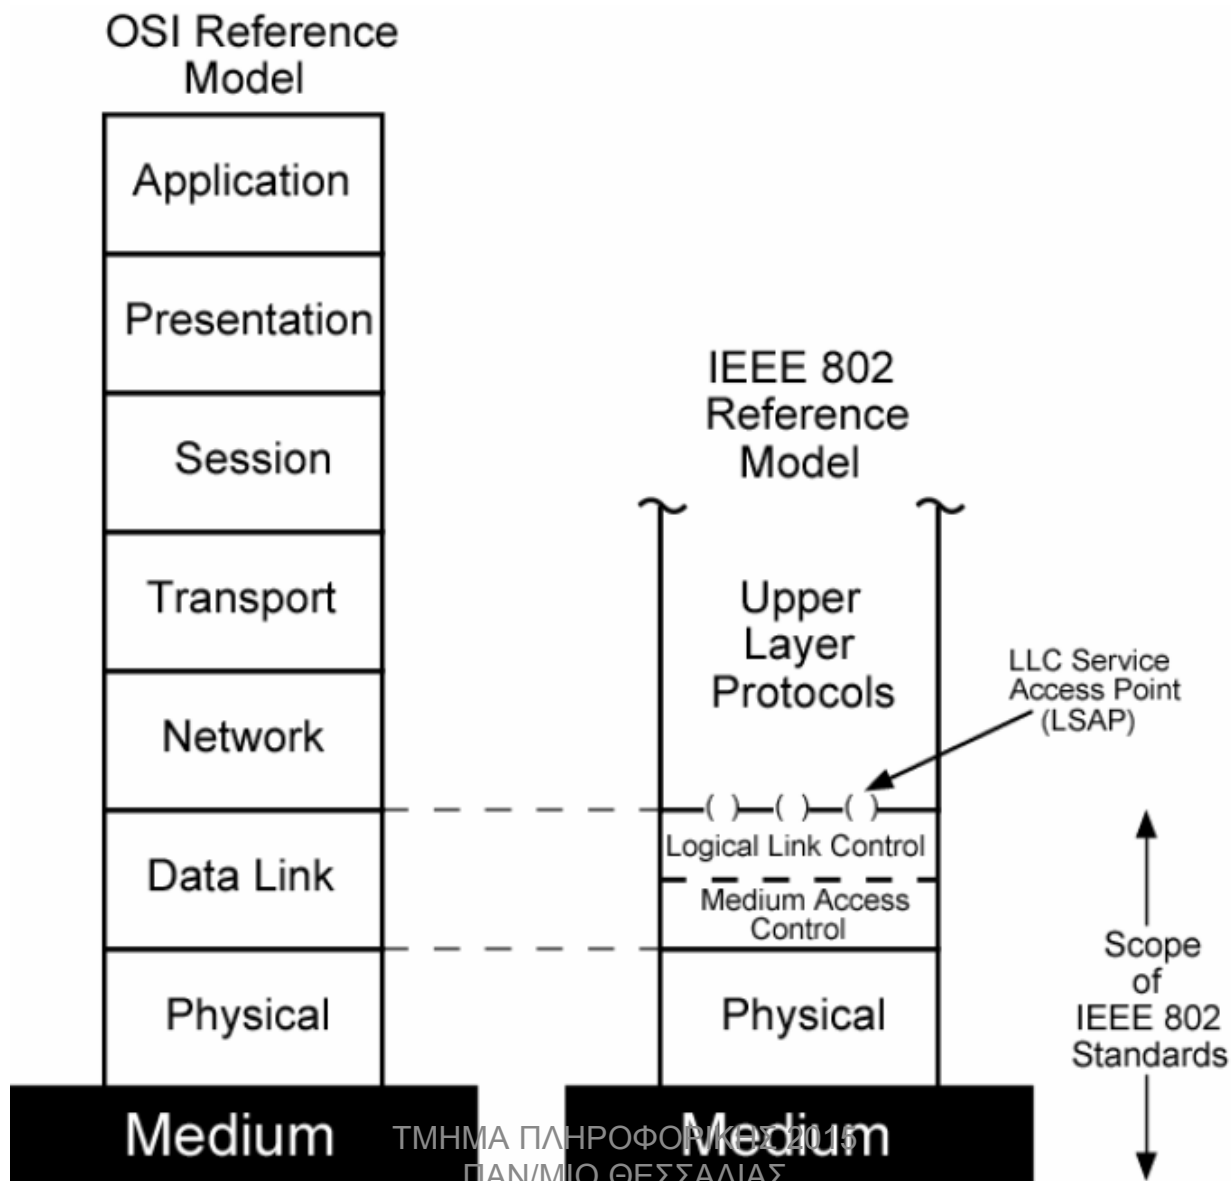 OSI Reference
Model
Application
Presentation
Session
Transport
Network
Data Link
Physical
Medium
IEEE 802
Reference
Model
Upper
Layer
Protocols
LLC Service
Access Point
(LSAP)
( ) ( ) ( )
Logical Link Control
Medium Access
Control
Physical
Medium
Scope
of
IEEE 802
Standards
ΤΜΗΜΑ ΠΛΗΡΟΦΟΡΙΚΗΣ 2015
ΠΑΝ/ΜΙΟ ΘΕΣΣΑΛΙΑΣ